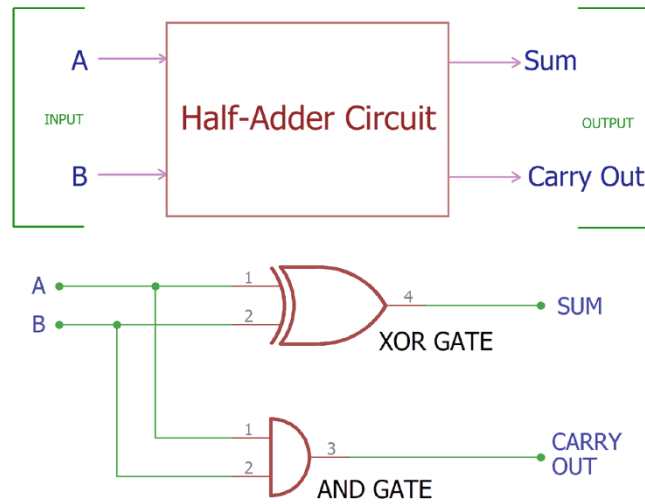 A
Sum
INPUT
Half-Adder Circuit
OUTPUT
B
Carry Out
A
1
4
SUM
B
2
XOR GATE
1
3
CARRY
OUT
2
AND GATE